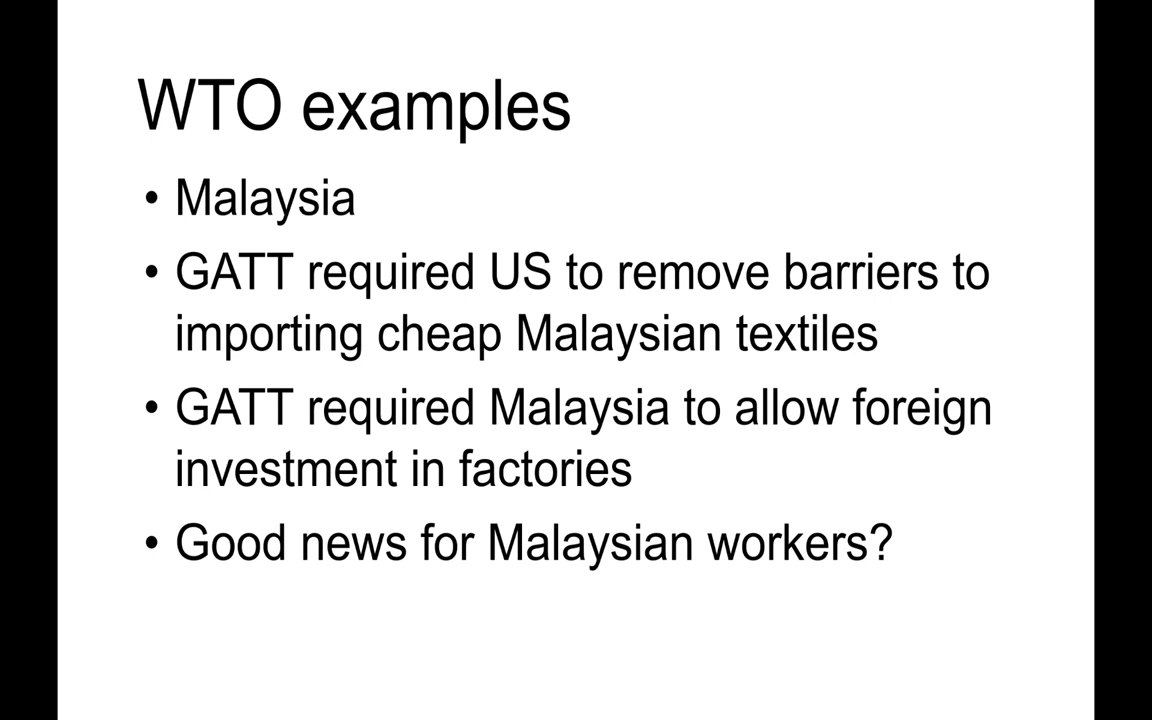 WTO examples
• Malaysia
• GATT required US to remove barriers to
importing cheap Malaysian textiles
• GATT required Malaysia to allow foreign
investment in factories
• Good news for Malaysian workers?